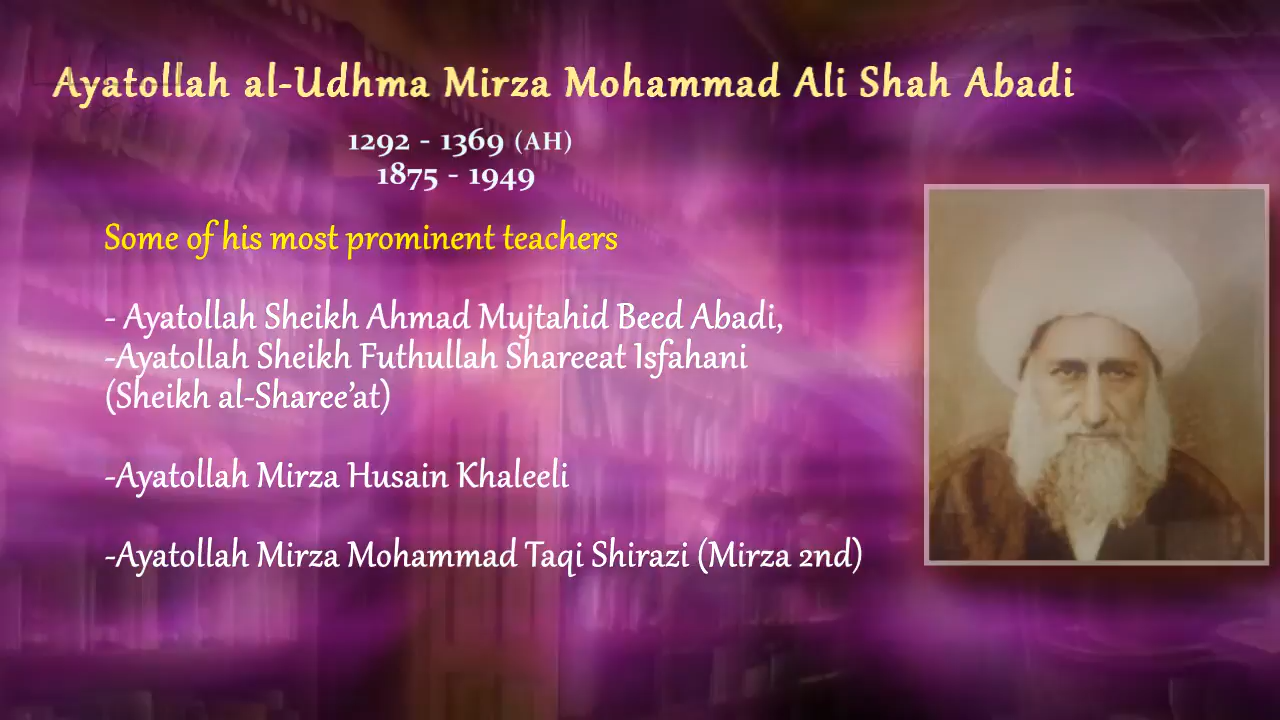 Ayatollah al-Udhma Mirza Mohammad Ali Shah Abadi
1292 - 1369 (AH)
1875 - 1949
Some of his most prominent teachers
- Ayatollah Sheikh Ahmad Mujtahid Beed Abadi,
-Ayatollah Sheikh Futhullah Shareeat Isfahani
(Sheikh al-Sharee’at)
-Ayatollah Mirza Husain Khaleeli
-Ayatollah Mirza Mohammad Taqi Shirazi (Mirza 2nd)